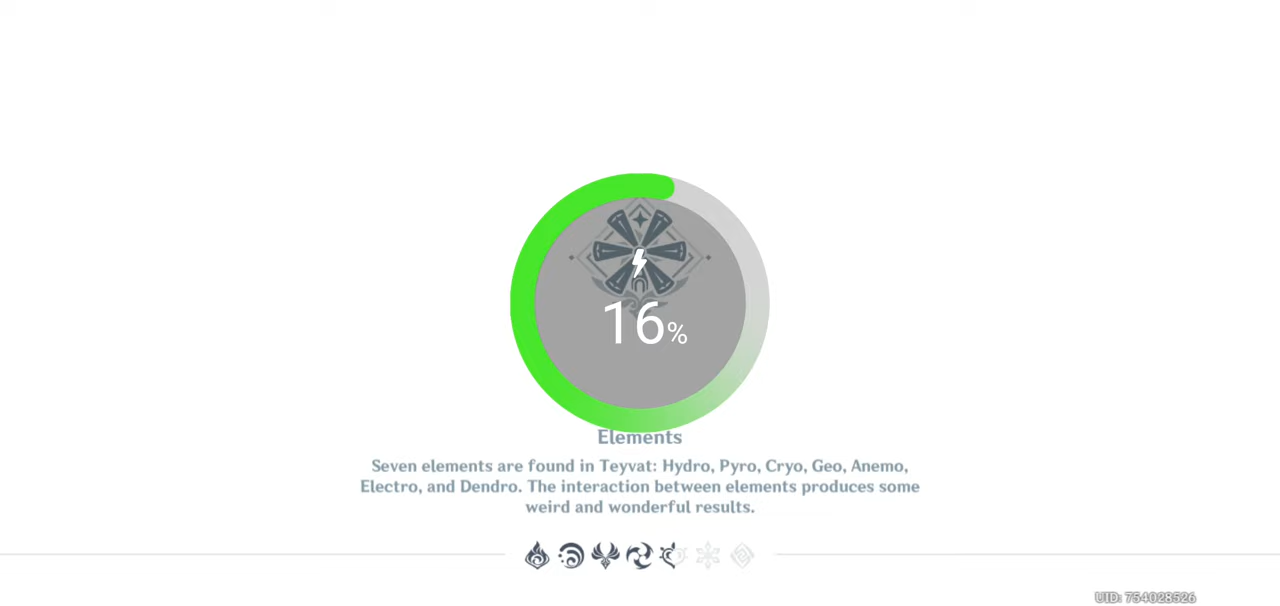 16%
Elements
Seven elements are found in Teyvat: Hydro, Pyro, Cryo, Geo, Anemo,
Electro, and Dendro. The interaction between elements produces some
weird and wonderful results.
UID: 754028526